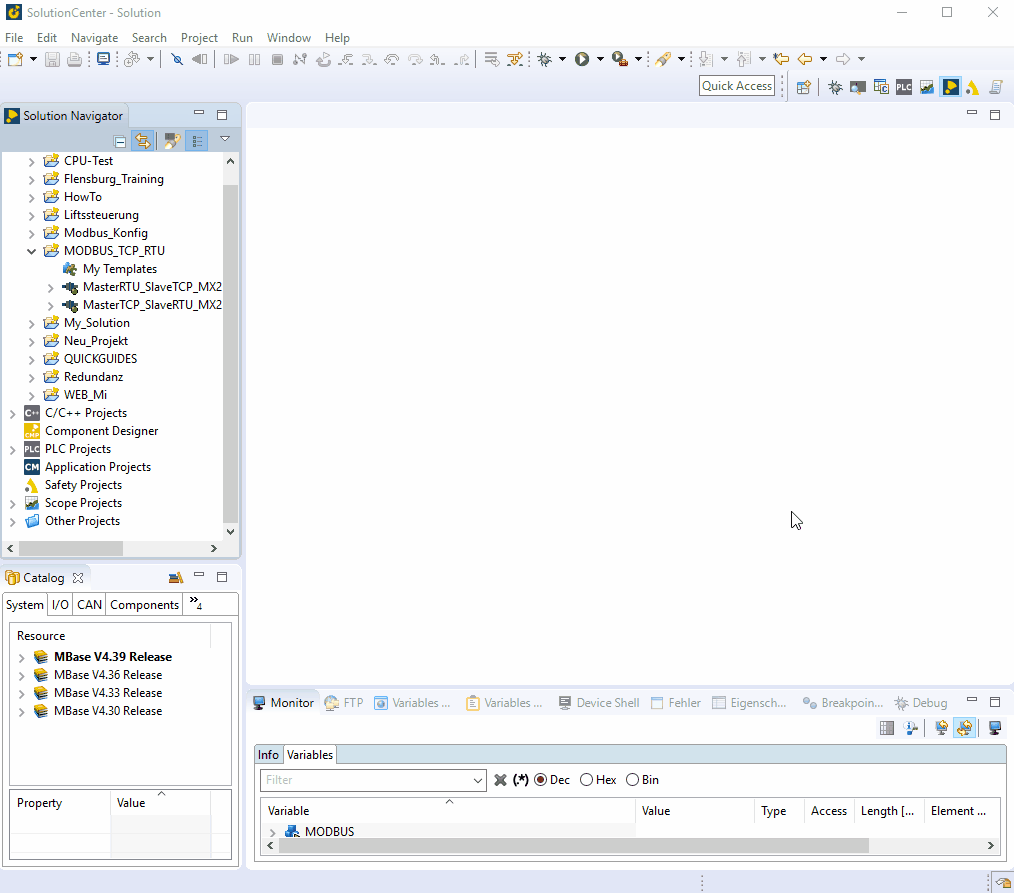 SolutionCenter - Solution
File Edit Navigate Search Project Run Window Help
Quick Access
PLC
Solution Navigator
CPU-Test
Flensburg_Training
HowTo
Liftssteuerung
Modbus_Konfig
MODBUS_TCP_RTU
My Templates
MasterRTU_SlaveTCP_MX2
MasterTCP_SlaveRTU_MX2
My_Solution
Neu_Projekt
QUICKGUIDES
Redundanz
WEB_Mi
C++ C/C++ Projects
CMP Component Designer
PLC PLC Projects
CM Application Projects
Safety Projects
Scope Projects
Other Projects
Catalog
System I/O CAN Components » 4
Resource
MBase V4.39 Release
MBase V4.36 Release
MBase V4.33 Release
MBase V4.30 Release
Property Value
Monitor FTP Variables ... Variables ... Device Shell Fehler Eigensch... Breakpoin... Debug
Info Variables
Filter (.*) Dec Hex Bin
Variable Value Type Access Length [... Element ...
MODBUS